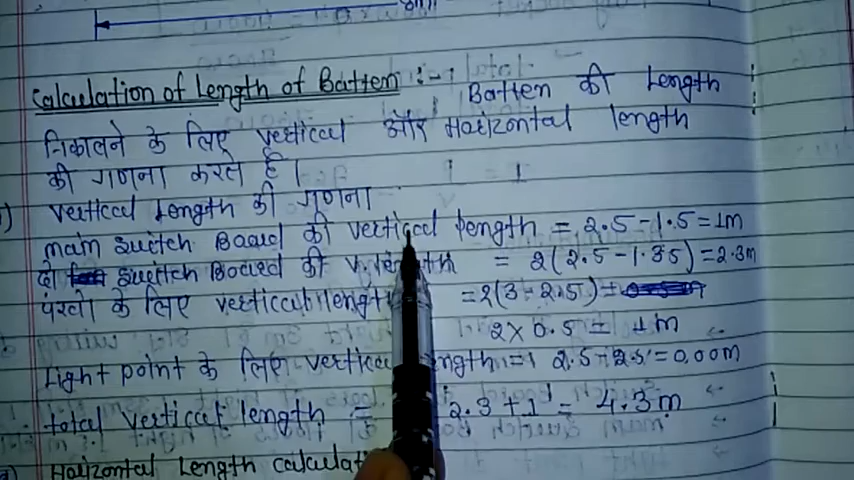 Calculation of Length of Batten :- Batten की Length
निकालने के लिए vertical और Horizontal length
की गणना करते है।
vertical Length की गणना
main switch Board की vertical Length = 2.5-1.5=1m
दो switch Board की v. length = 2(2.5-1.35)=2.3m
पंखो के लिए vertical length =2(3-2.5)=
2×0.5 = 1m
Light point के लिए vertical length = 2.5-2.5=0.00m
total vertical length = 2.3+1 = 4.3m
Horizontal Length calculat